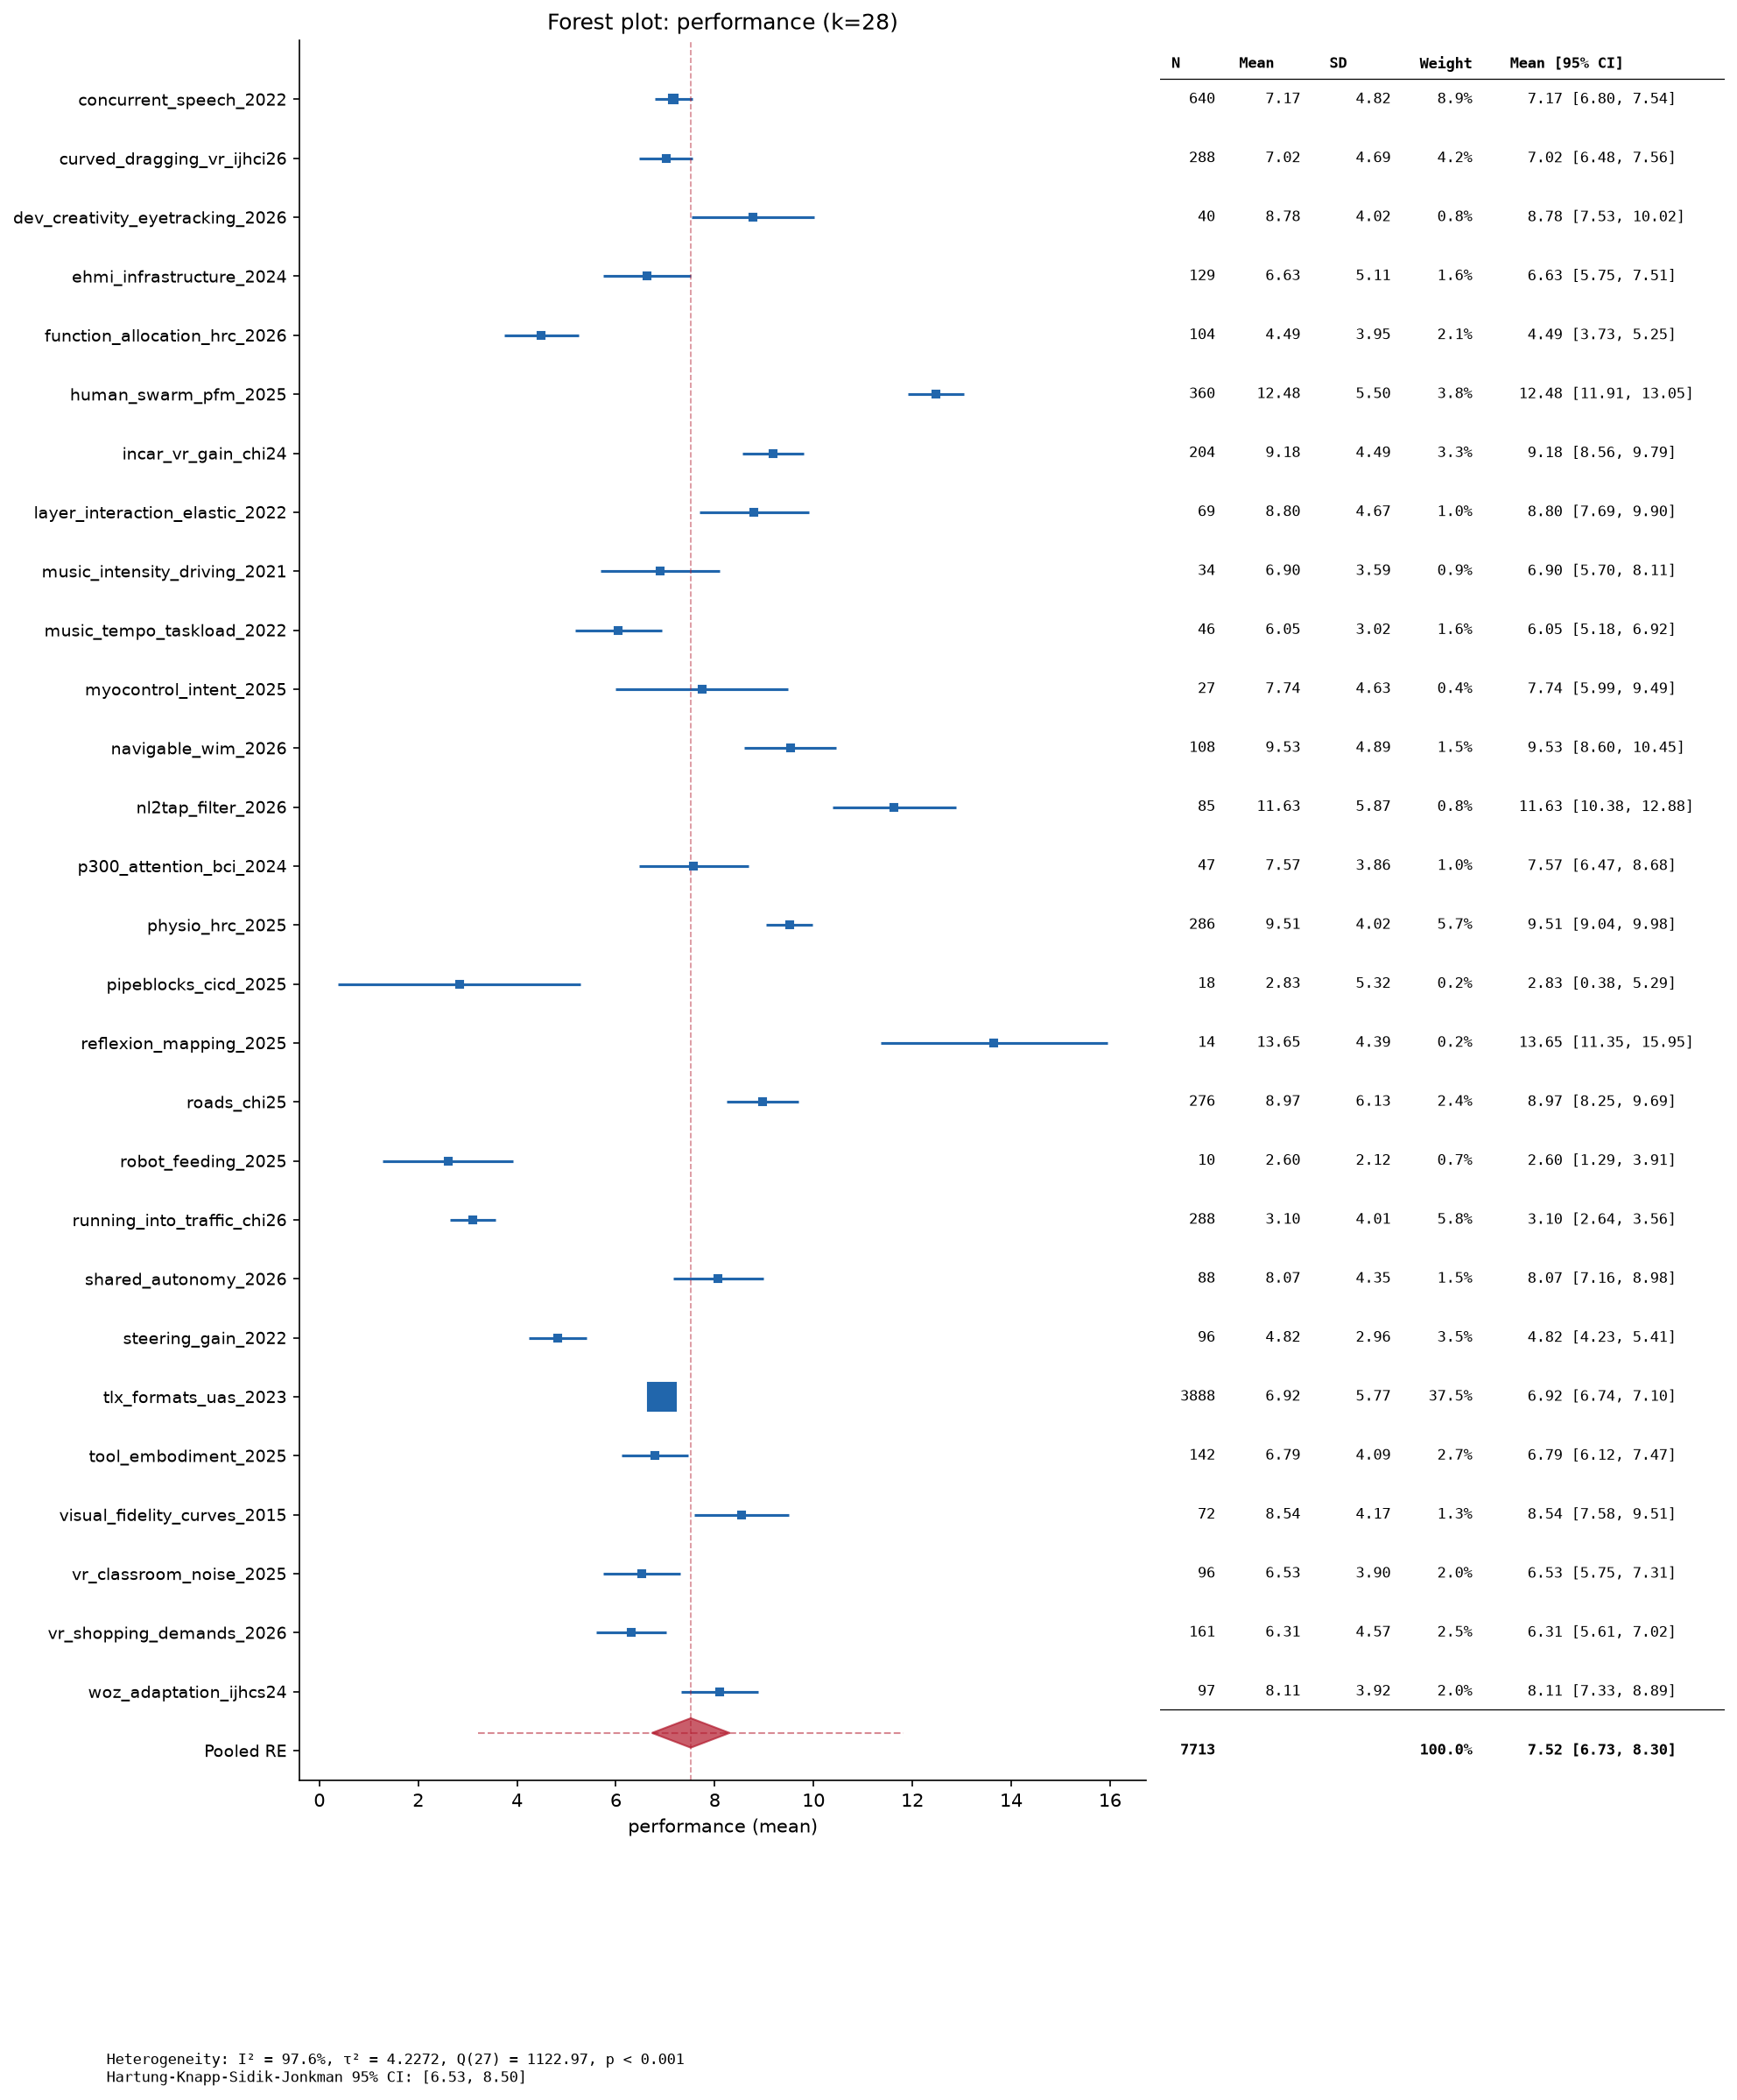 Forest plot: performance (k=28)
N Mean SD Weight Mean [95% CI]
concurrent_speech_2022 640 7.17 4.82 8.9% 7.17 [6.80, 7.54]
curved_dragging_vr_ijhci26 288 7.02 4.69 4.2% 7.02 [6.48, 7.56]
dev_creativity_eyetracking_2026 40 8.78 4.02 0.8% 8.78 [7.53, 10.02]
ehmi_infrastructure_2024 129 6.63 5.11 1.6% 6.63 [5.75, 7.51]
function_allocation_hrc_2026 104 4.49 3.95 2.1% 4.49 [3.73, 5.25]
human_swarm_pfm_2025 360 12.48 5.50 3.8% 12.48 [11.91, 13.05]
incar_vr_gain_chi24 204 9.18 4.49 3.3% 9.18 [8.56, 9.79]
layer_interaction_elastic_2022 69 8.80 4.67 1.0% 8.80 [7.69, 9.90]
music_intensity_driving_2021 34 6.90 3.59 0.9% 6.90 [5.70, 8.11]
music_tempo_taskload_2022 46 6.05 3.02 1.6% 6.05 [5.18, 6.92]
myocontrol_intent_2025 27 7.74 4.63 0.4% 7.74 [5.99, 9.49]
navigable_wim_2026 108 9.53 4.89 1.5% 9.53 [8.60, 10.45]
nl2tap_filter_2026 85 11.63 5.87 0.8% 11.63 [10.38, 12.88]
p300_attention_bci_2024 47 7.57 3.86 1.0% 7.57 [6.47, 8.68]
physio_hrc_2025 286 9.51 4.02 5.7% 9.51 [9.04, 9.98]
pipeblocks_cicd_2025 18 2.83 5.32 0.2% 2.83 [0.38, 5.29]
reflexion_mapping_2025 14 13.65 4.39 0.2% 13.65 [11.35, 15.95]
roads_chi25 276 8.97 6.13 2.4% 8.97 [8.25, 9.69]
robot_feeding_2025 10 2.60 2.12 0.7% 2.60 [1.29, 3.91]
running_into_traffic_chi26 288 3.10 4.01 5.8% 3.10 [2.64, 3.56]
shared_autonomy_2026 88 8.07 4.35 1.5% 8.07 [7.16, 8.98]
steering_gain_2022 96 4.82 2.96 3.5% 4.82 [4.23, 5.41]
tlx_formats_uas_2023 3888 6.92 5.77 37.5% 6.92 [6.74, 7.10]
tool_embodiment_2025 142 6.79 4.09 2.7% 6.79 [6.12, 7.47]
visual_fidelity_curves_2015 72 8.54 4.17 1.3% 8.54 [7.58, 9.51]
vr_classroom_noise_2025 96 6.53 3.90 2.0% 6.53 [5.75, 7.31]
vr_shopping_demands_2026 161 6.31 4.57 2.5% 6.31 [5.61, 7.02]
woz_adaptation_ijhcs24 97 8.11 3.92 2.0% 8.11 [7.33, 8.89]
Pooled RE 7713 100.0% 7.52 [6.73, 8.30]
0 2 4 6 8 10 12 14 16
performance (mean)
Heterogeneity: I² = 97.6%, τ² = 4.2272, Q(27) = 1122.97, p < 0.001
Hartung-Knapp-Sidik-Jonkman 95% CI: [6.53, 8.50]